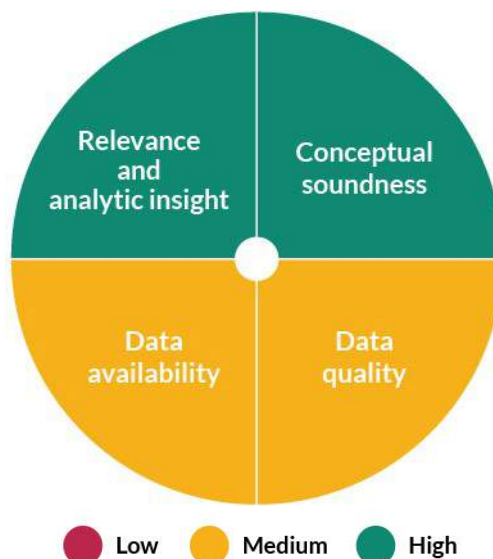 Relevance
and
analytic insight
Conceptual
soundness
Data
availability
Data
quality
Low
Medium
High